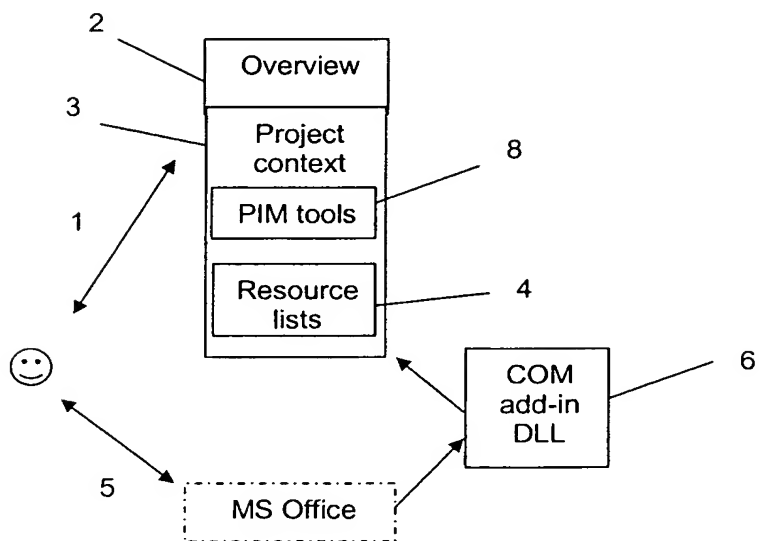 2
Overview
3
Project
context
8
PIM tools
1
Resource
lists
4
COM
add-in
DLL
6
5
MS Office